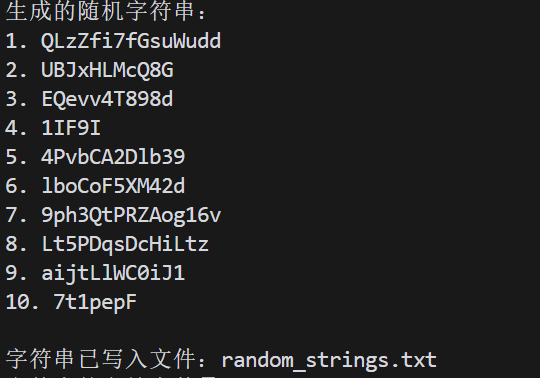 生成的随机字符串：
1. QLzZfi7fGsuWudd
2. UBJxHLMcQ8G
3. EQevv4T898d
4. 1IF9I
5. 4PvbCA2Dlb39
6. lboCoF5XM42d
7. 9ph3QtPRZAog16v
8. Lt5PDqsDcHiLtz
9. aijtLlWC0iJ1
10. 7t1pepF
字符串已写入文件：random_strings.txt